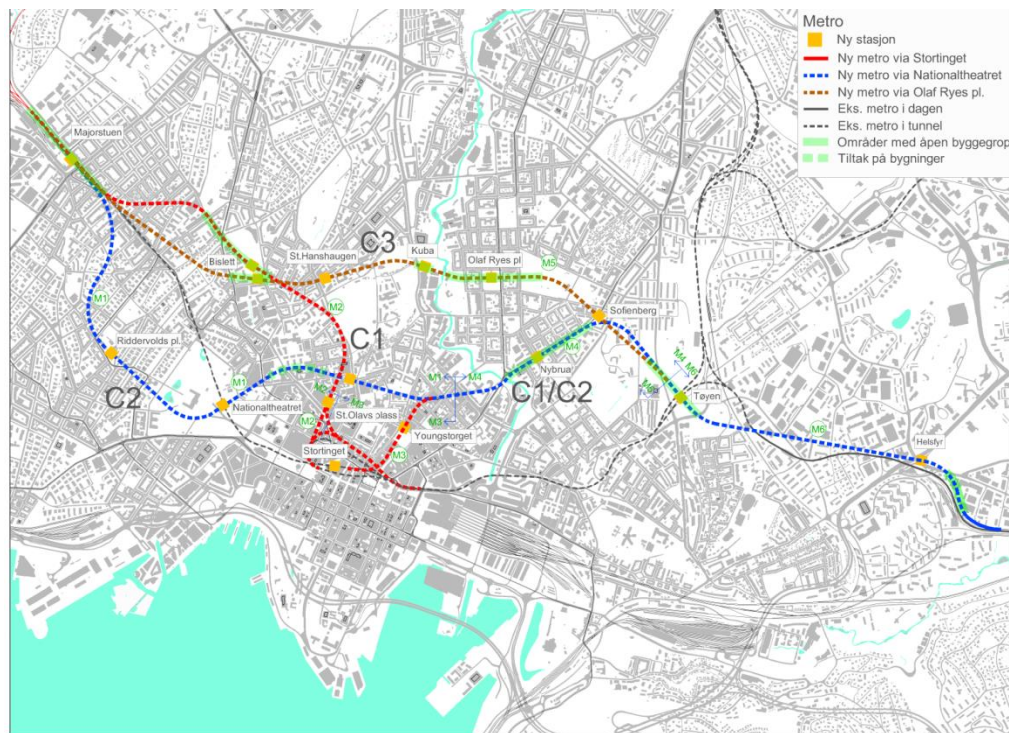 Metro
Ny stasjon
Ny metro via Stortinget
Ny metro via Nationaltheatret
Ny metro via Olaf Ryes pl.
Eks. metro i dagen
Eks. metro i tunnel
Områder med åpen byggegrop
Tiltak på bygninger
Majorstuen
Bislett
St.Hanshaugen
C3
Kuba
Olaf Ryes pl
M5
M1
M2
Sofienberg
Riddervolds pl.
C1
M1
M1
M4
M4
Nybrua
M4
M5
C2
C1/C2
Tøyen
Nationaltheatret
St.Olavs plass
M2
M3
Youngstorget
M6
Helsfyr
Stortinget
M3